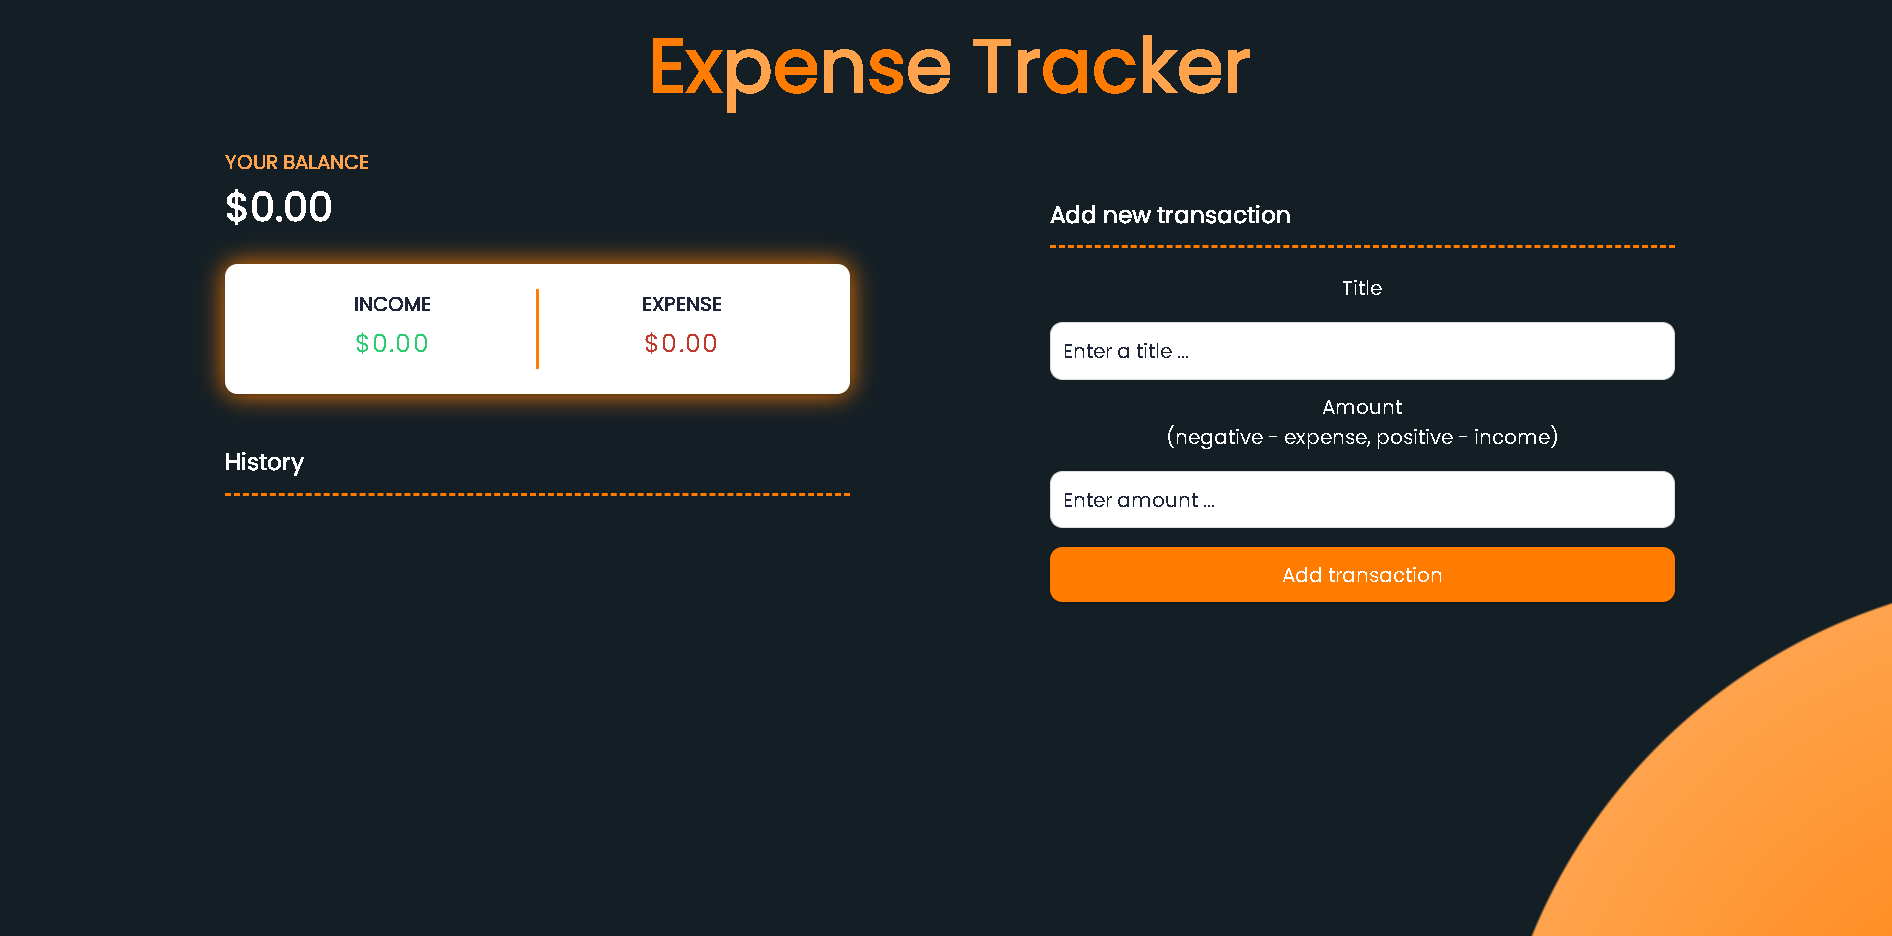 Expense Tracker
YOUR BALANCE
$0.00
INCOME
$0.00
EXPENSE
$0.00
History
Add new transaction
Title
Enter a title ...
Amount
(negative - expense, positive - income)
Enter amount ...
Add transaction